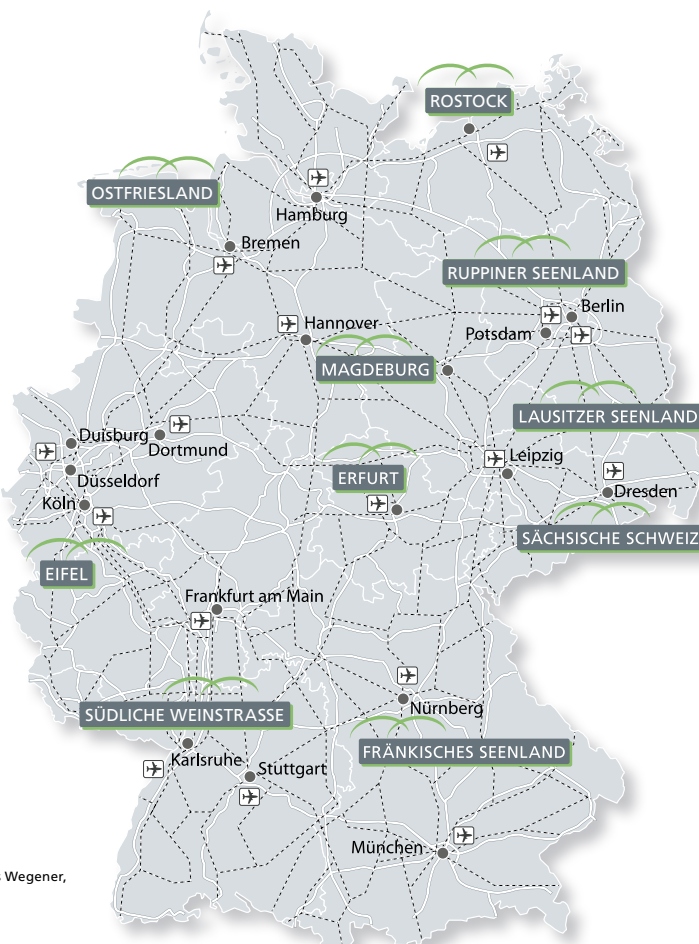 ROSTOCK
OSTFRIESLAND
Hamburg
Bremen
RUPPINER SEENLAND
Berlin
Hannover
Potsdam
MAGDEBURG
LAUSITZER SEENLAND
Duisburg
Dortmund
Leipzig
Düsseldorf
ERFURT
Dresden
Köln
SÄCHSISCHE SCHWEIZ
EIFEL
Frankfurt am Main
Nürnberg
SÜDLICHE WEINSTRASSE
FRÄNKISCHES SEENLAND
Karlsruhe
Stuttgart
München
Wegener,